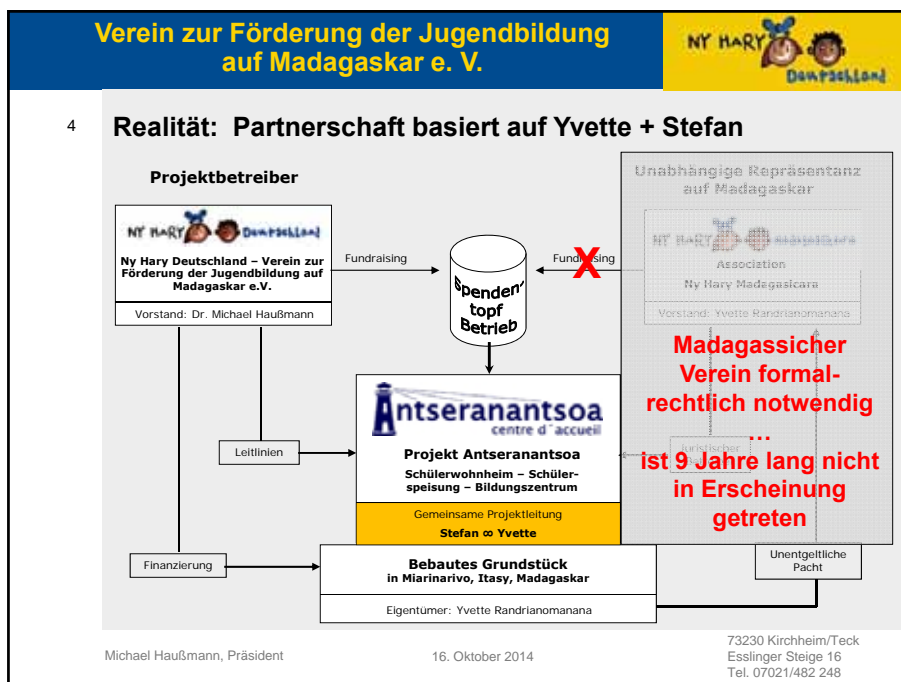 Verein zur Förderung der Jugendbildung
auf Madagaskar e. V.
NY HARY
Deutschland
4
Realität: Partnerschaft basiert auf Yvette + Stefan
Projektbetreiber
NY HARY Deutschland
Ny Hary Deutschland – Verein zur
Förderung der Jugendbildung auf
Madagaskar e.V.
Vorstand: Dr. Michael Haußmann
Fundraising
Spenden-
topf
Betrieb
Fundraising
X
Unabhängige Repräsentanz
auf Madagaskar
NY HARY
Association
Ny Hary Madagasicara
Vorstand: Yvette Randrianomanana
Madagassicher
Verein formal-
rechtlich notwendig
…
ist 9 Jahre lang nicht
in Erscheinung
getreten
Juristischer
Antseranantsoa
centre d´accueil
Projekt Antseranantsoa
Schülerwohnheim – Schüler-
speisung – Bildungszentrum
Gemeinsame Projektleitung
Stefan ∞ Yvette
Leitlinien
Finanzierung
Bebautes Grundstück
in Miarinarivo, Itasy, Madagaskar
Eigentümer: Yvette Randrianomanana
Unentgeltliche
Pacht
Michael Haußmann, Präsident
16. Oktober 2014
73230 Kirchheim/Teck
Esslinger Steige 16
Tel. 07021/482 248